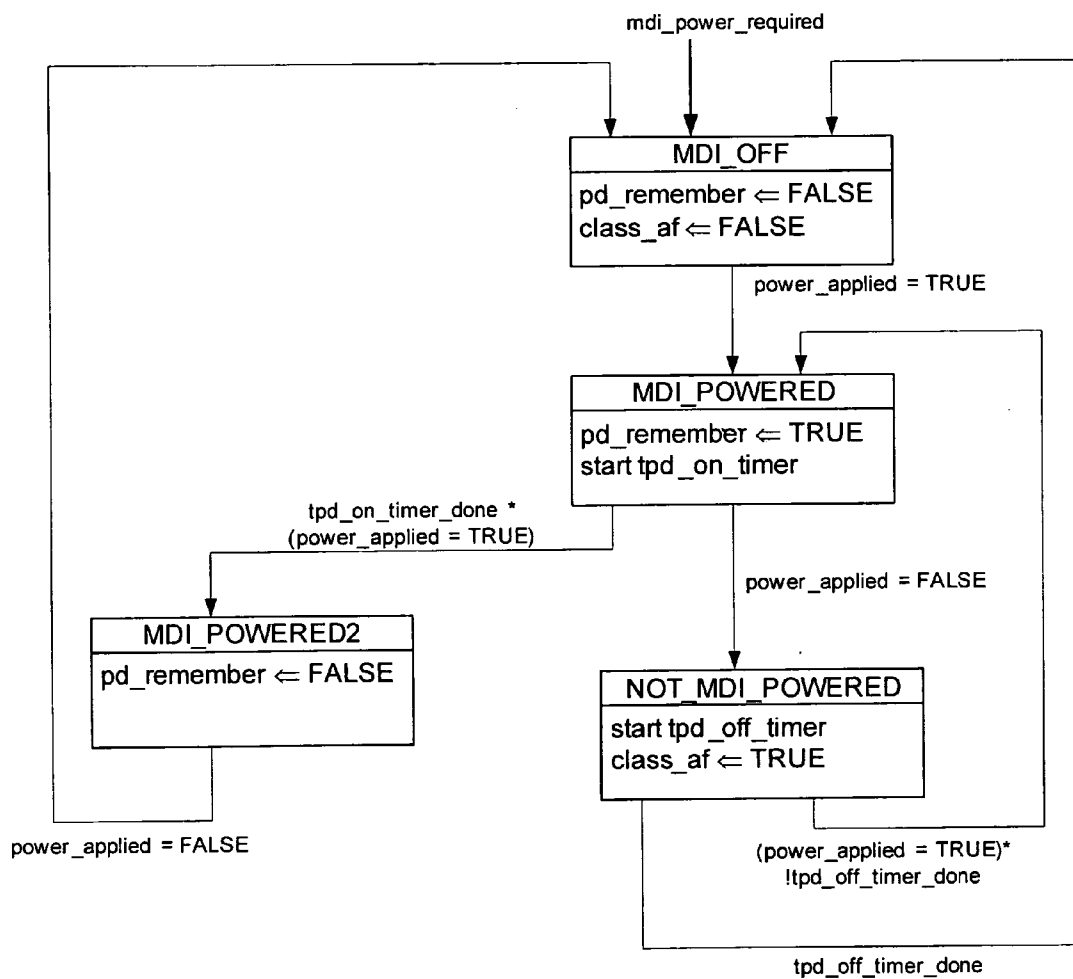 mdi_power_required
MDI_OFF
pd_remember ⇐ FALSE
class_af ⇐ FALSE
power_applied = TRUE
MDI_POWERED
pd_remember ⇐ TRUE
start tpd_on_timer
tpd_on_timer_done *
(power_applied = TRUE)
power_applied = FALSE
MDI_POWERED2
pd_remember ⇐ FALSE
NOT_MDI_POWERED
start tpd_off_timer
class_af ⇐ TRUE
power_applied = FALSE
(power_applied = TRUE)*
!tpd_off_timer_done
tpd_off_timer_done